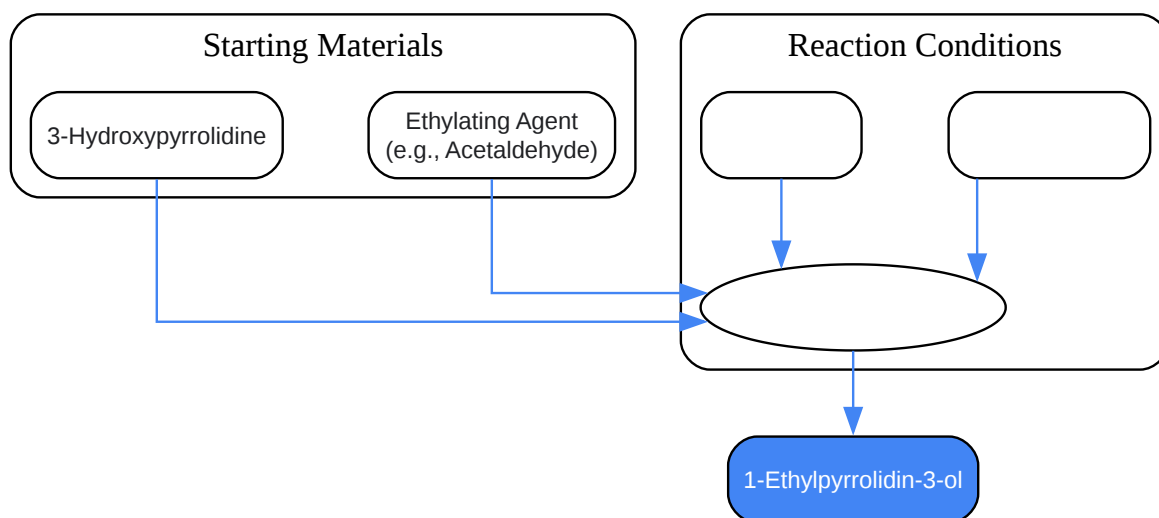 Starting Materials
Reaction Conditions
3-Hydroxypyrrolidine
Ethylating Agent
(e.g., Acetaldehyde)
1-Ethylpyrrolidin-3-ol